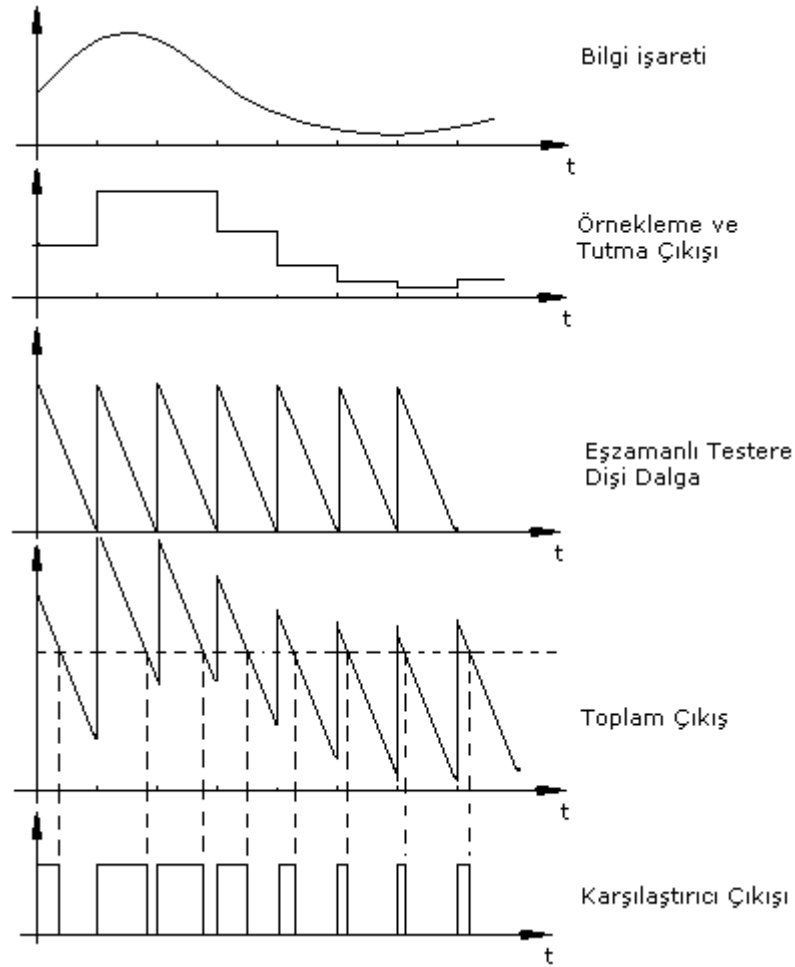 Bilgi işareti
t
Örnekleme ve
Tutma Çıkışı
t
Eşzamanlı Testere
Dişi Dalga
t
Toplam Çıkış
t
Karşılaştırıcı Çıkışı
t